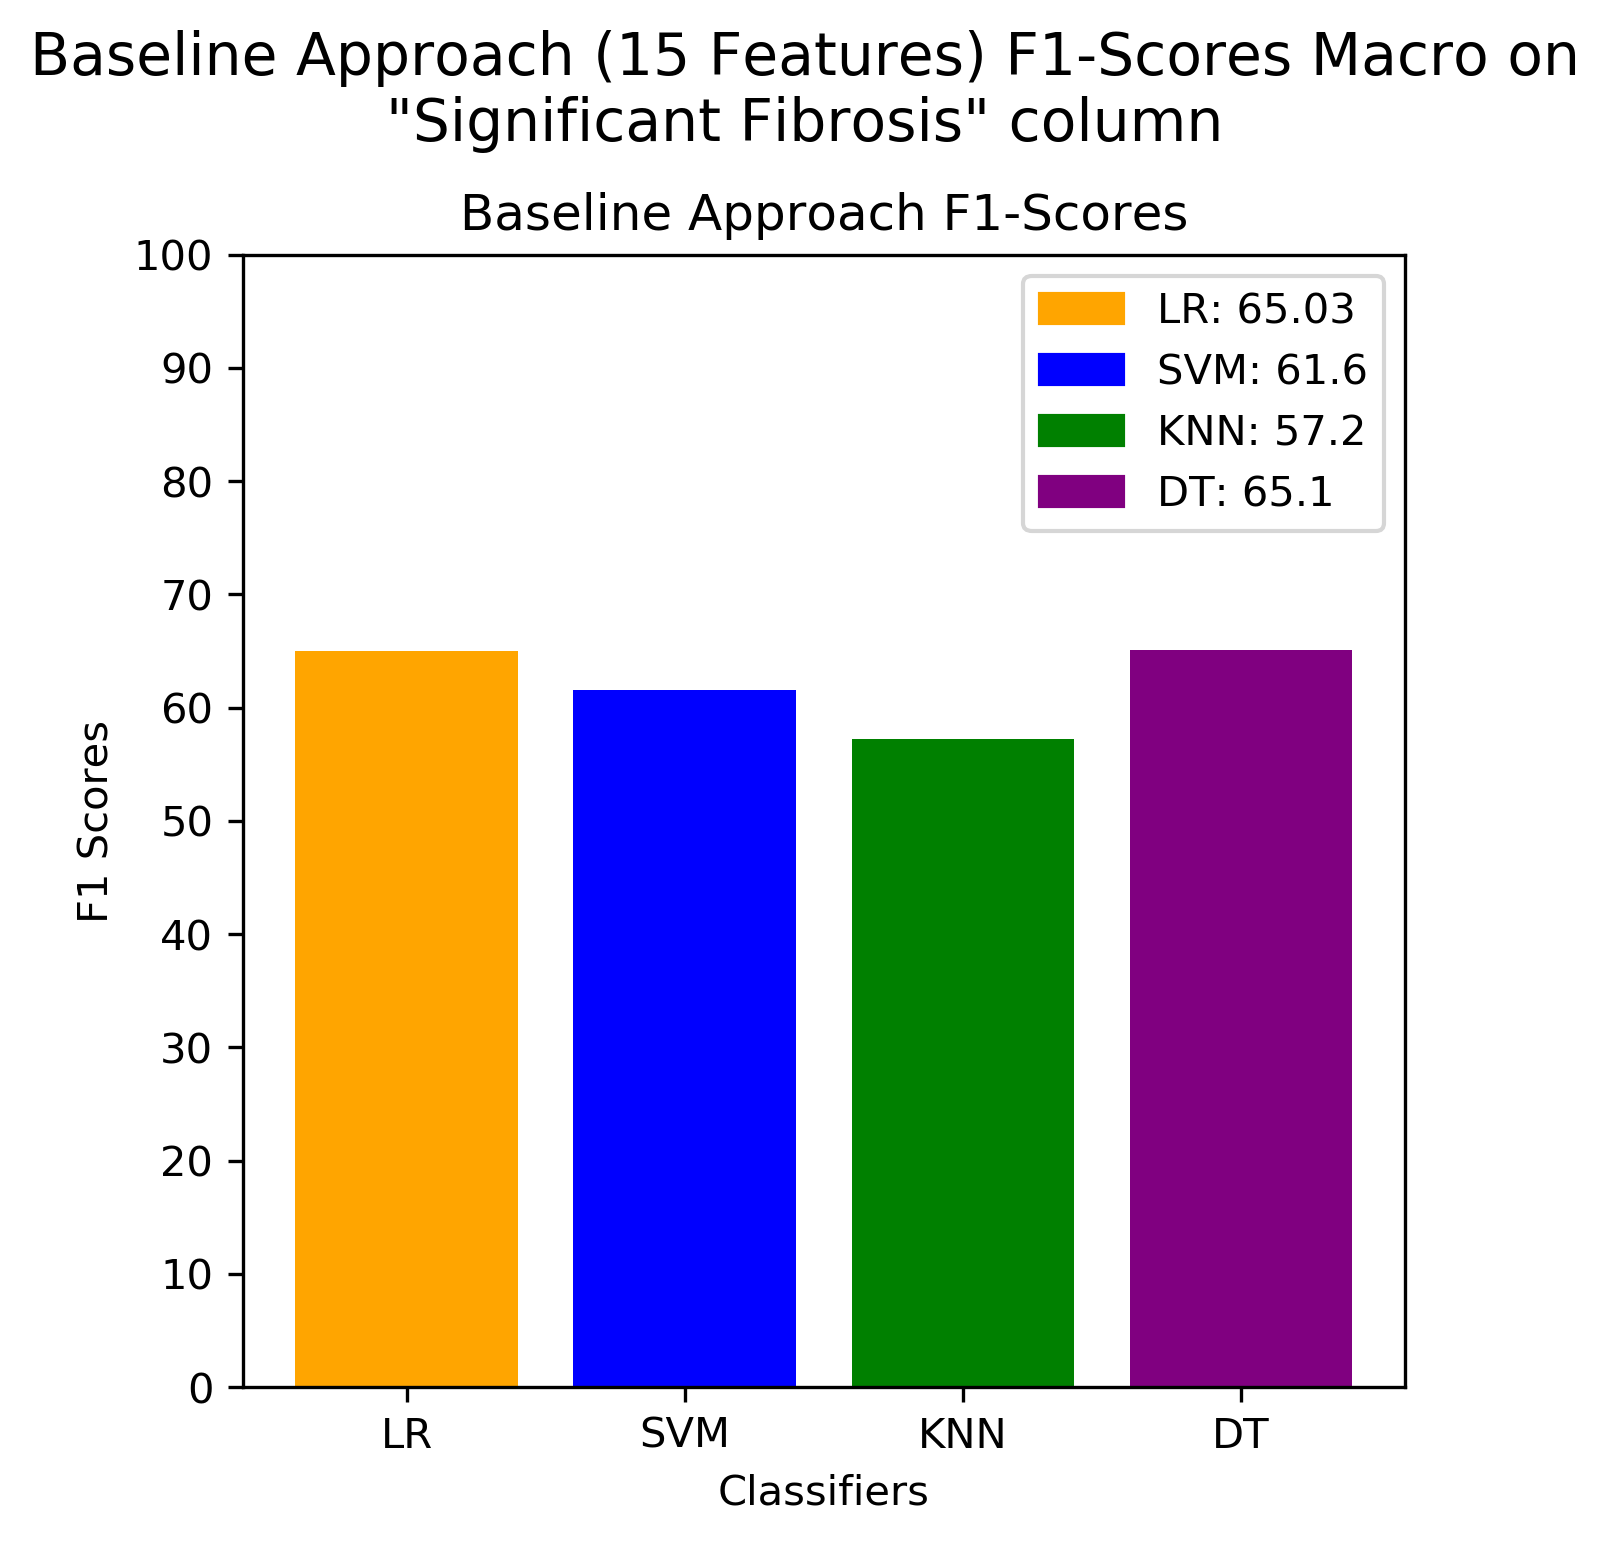 Baseline Approach (15 Features) F1-Scores Macro on
"Significant Fibrosis" column
Baseline Approach F1-Scores
100
90
80
70
60
50
40
30
20
10
0
F1 Scores
LR: 65.03
SVM: 61.6
KNN: 57.2
DT: 65.1
LR SVM KNN DT
Classifiers